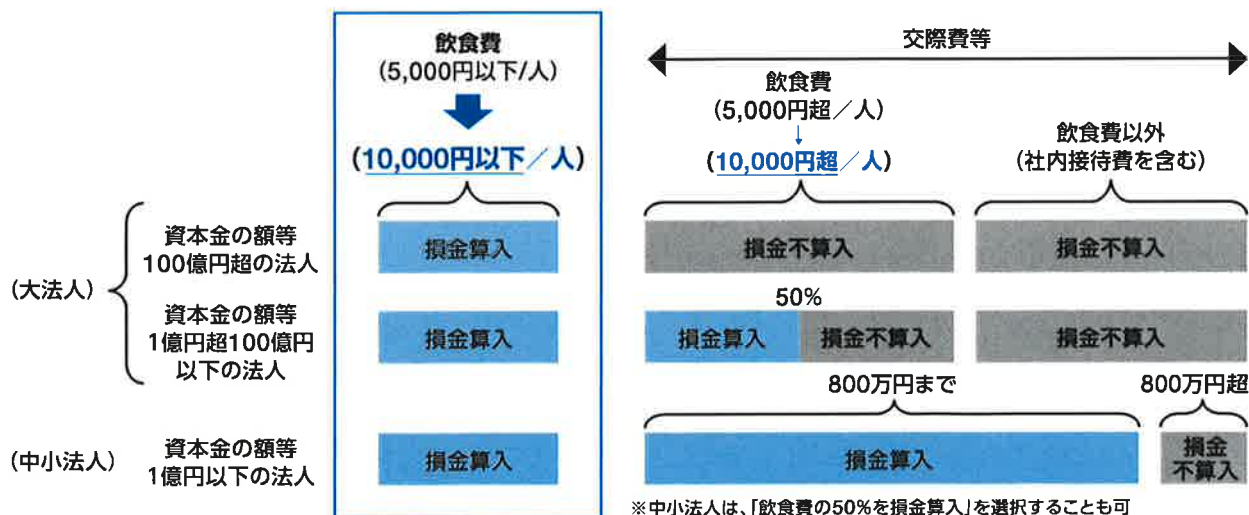 飲食費
(5,000円以下/人)
(10,000円以下/人)
交際費等
飲食費
(5,000円超/人)
↓
(10,000円超/人)
飲食費以外
(社内接待費を含む)
(大法人)
資本金の額等
100億円超の法人
損金算入
損金不算入
損金不算入
資本金の額等
1億円超100億円
以下の法人
損金算入
50%
損金算入
損金不算入
損金不算入
800万円まで
800万円超
(中小法人)
資本金の額等
1億円以下の法人
損金算入
損金算入
損金
不算入
※中小法人は、「飲食費の50%を損金算入」を選択することも可